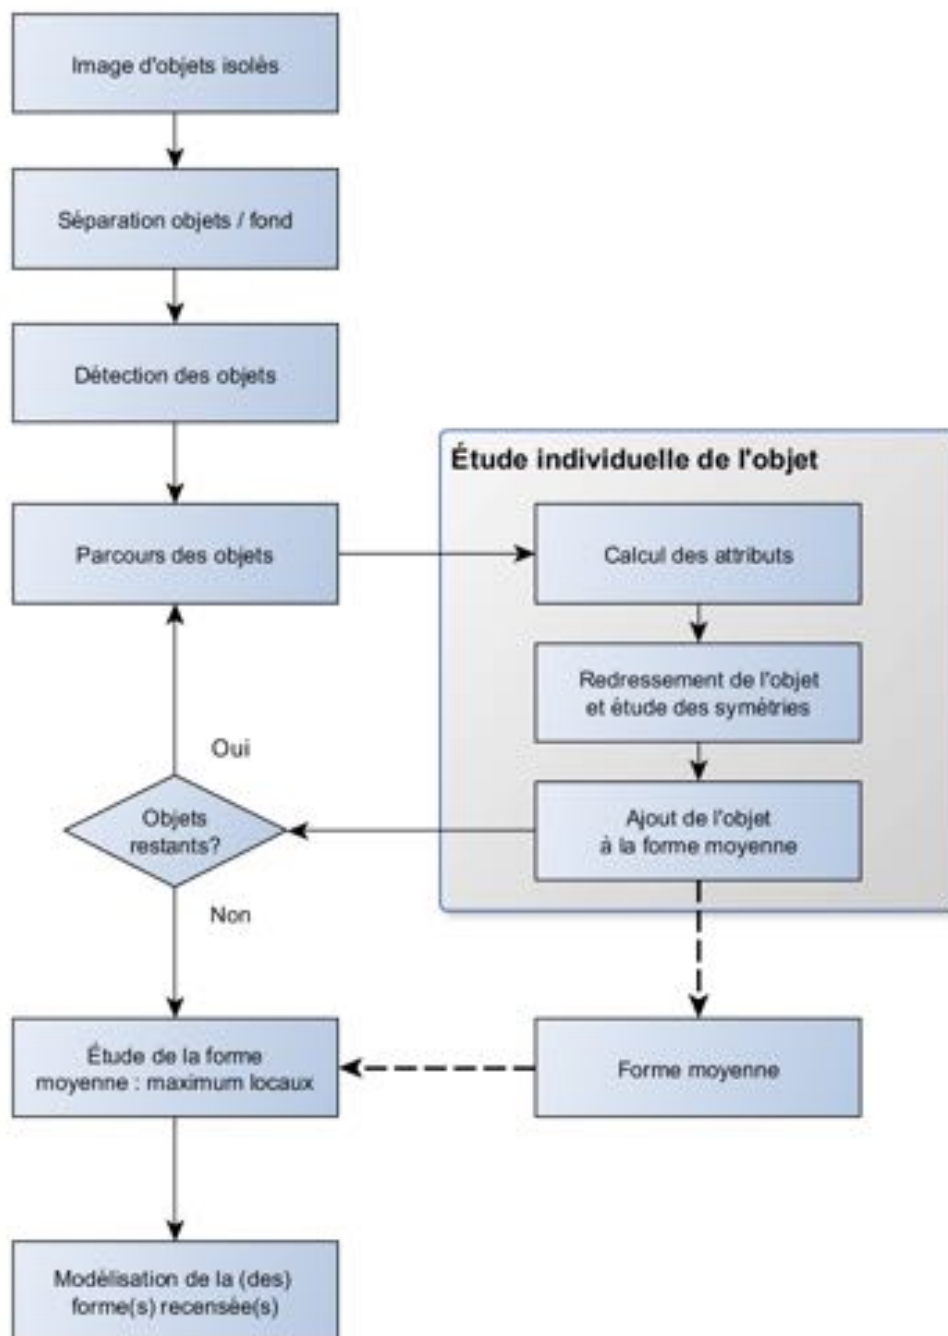 Image d'objets isolés
Séparation objets / fond
Détection des objets
Parcours des objets
Étude individuelle de l'objet
Calcul des attributs
Redressement de l'objet
et étude des symétries
Ajout de l'objet
à la forme moyenne
Oui
Objets
restants?
Non
Étude de la forme
moyenne : maximum locaux
Forme moyenne
Modélisation de la (des)
forme(s) recensée(s)